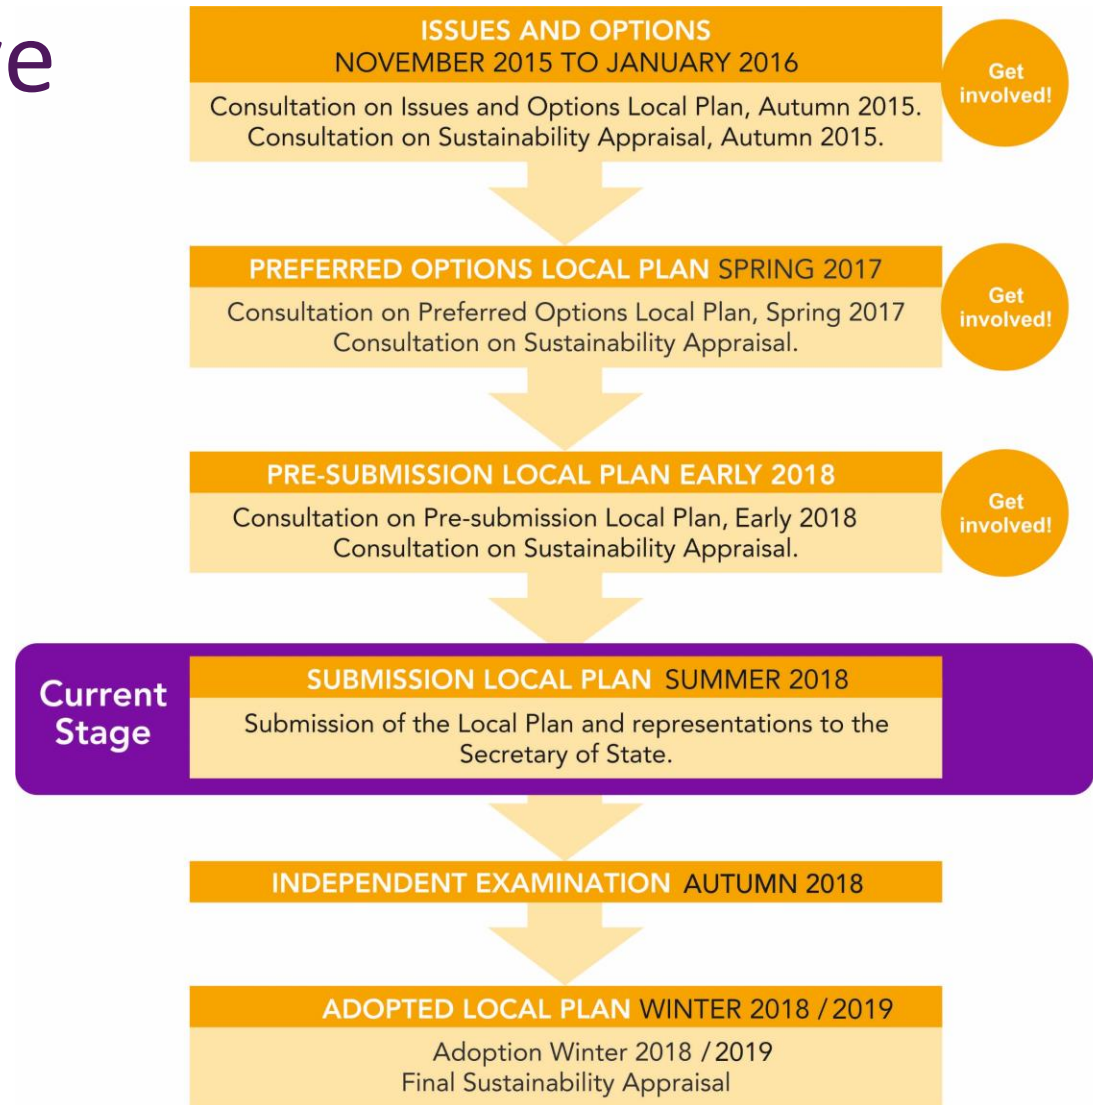 re
ISSUES AND OPTIONS
NOVEMBER 2015 TO JANUARY 2016
Get
involved!
Consultation on Issues and Options Local Plan, Autumn 2015.
Consultation on Sustainability Appraisal, Autumn 2015.
PREFERRED OPTIONS LOCAL PLAN SPRING 2017
Get
involved!
Consultation on Preferred Options Local Plan, Spring 2017
Consultation on Sustainability Appraisal.
PRE-SUBMISSION LOCAL PLAN EARLY 2018
Get
involved!
Consultation on Pre-submission Local Plan, Early 2018
Consultation on Sustainability Appraisal.
Current
Stage
SUBMISSION LOCAL PLAN SUMMER 2018
Submission of the Local Plan and representations to the
Secretary of State.
INDEPENDENT EXAMINATION AUTUMN 2018
ADOPTED LOCAL PLAN WINTER 2018 / 2019
Adoption Winter 2018 / 2019
Final Sustainability Appraisal